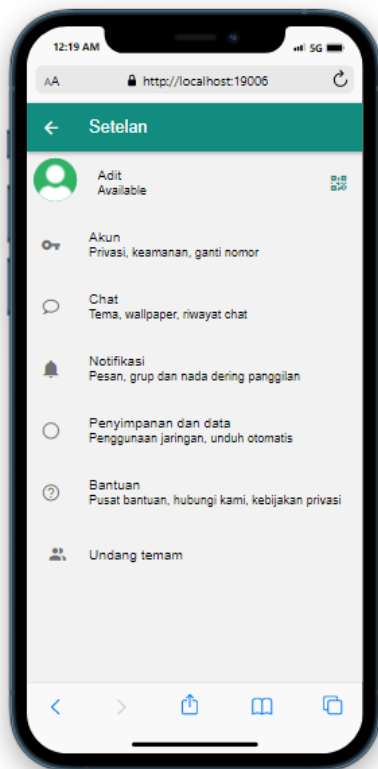 12:19 AM
5G
AA
http://localhost:19006
Setelan
Adit
Available
Akun
Privasi, keamanan, ganti nomor
Chat
Tema, wallpaper, riwayat chat
Notifikasi
Pesan, grup dan nada dering panggilan
Penyimpanan dan data
Penggunaan jaringan, unduh otomatis
Bantuan
Pusat bantuan, hubungi kami, kebijakan privasi
Undang temam